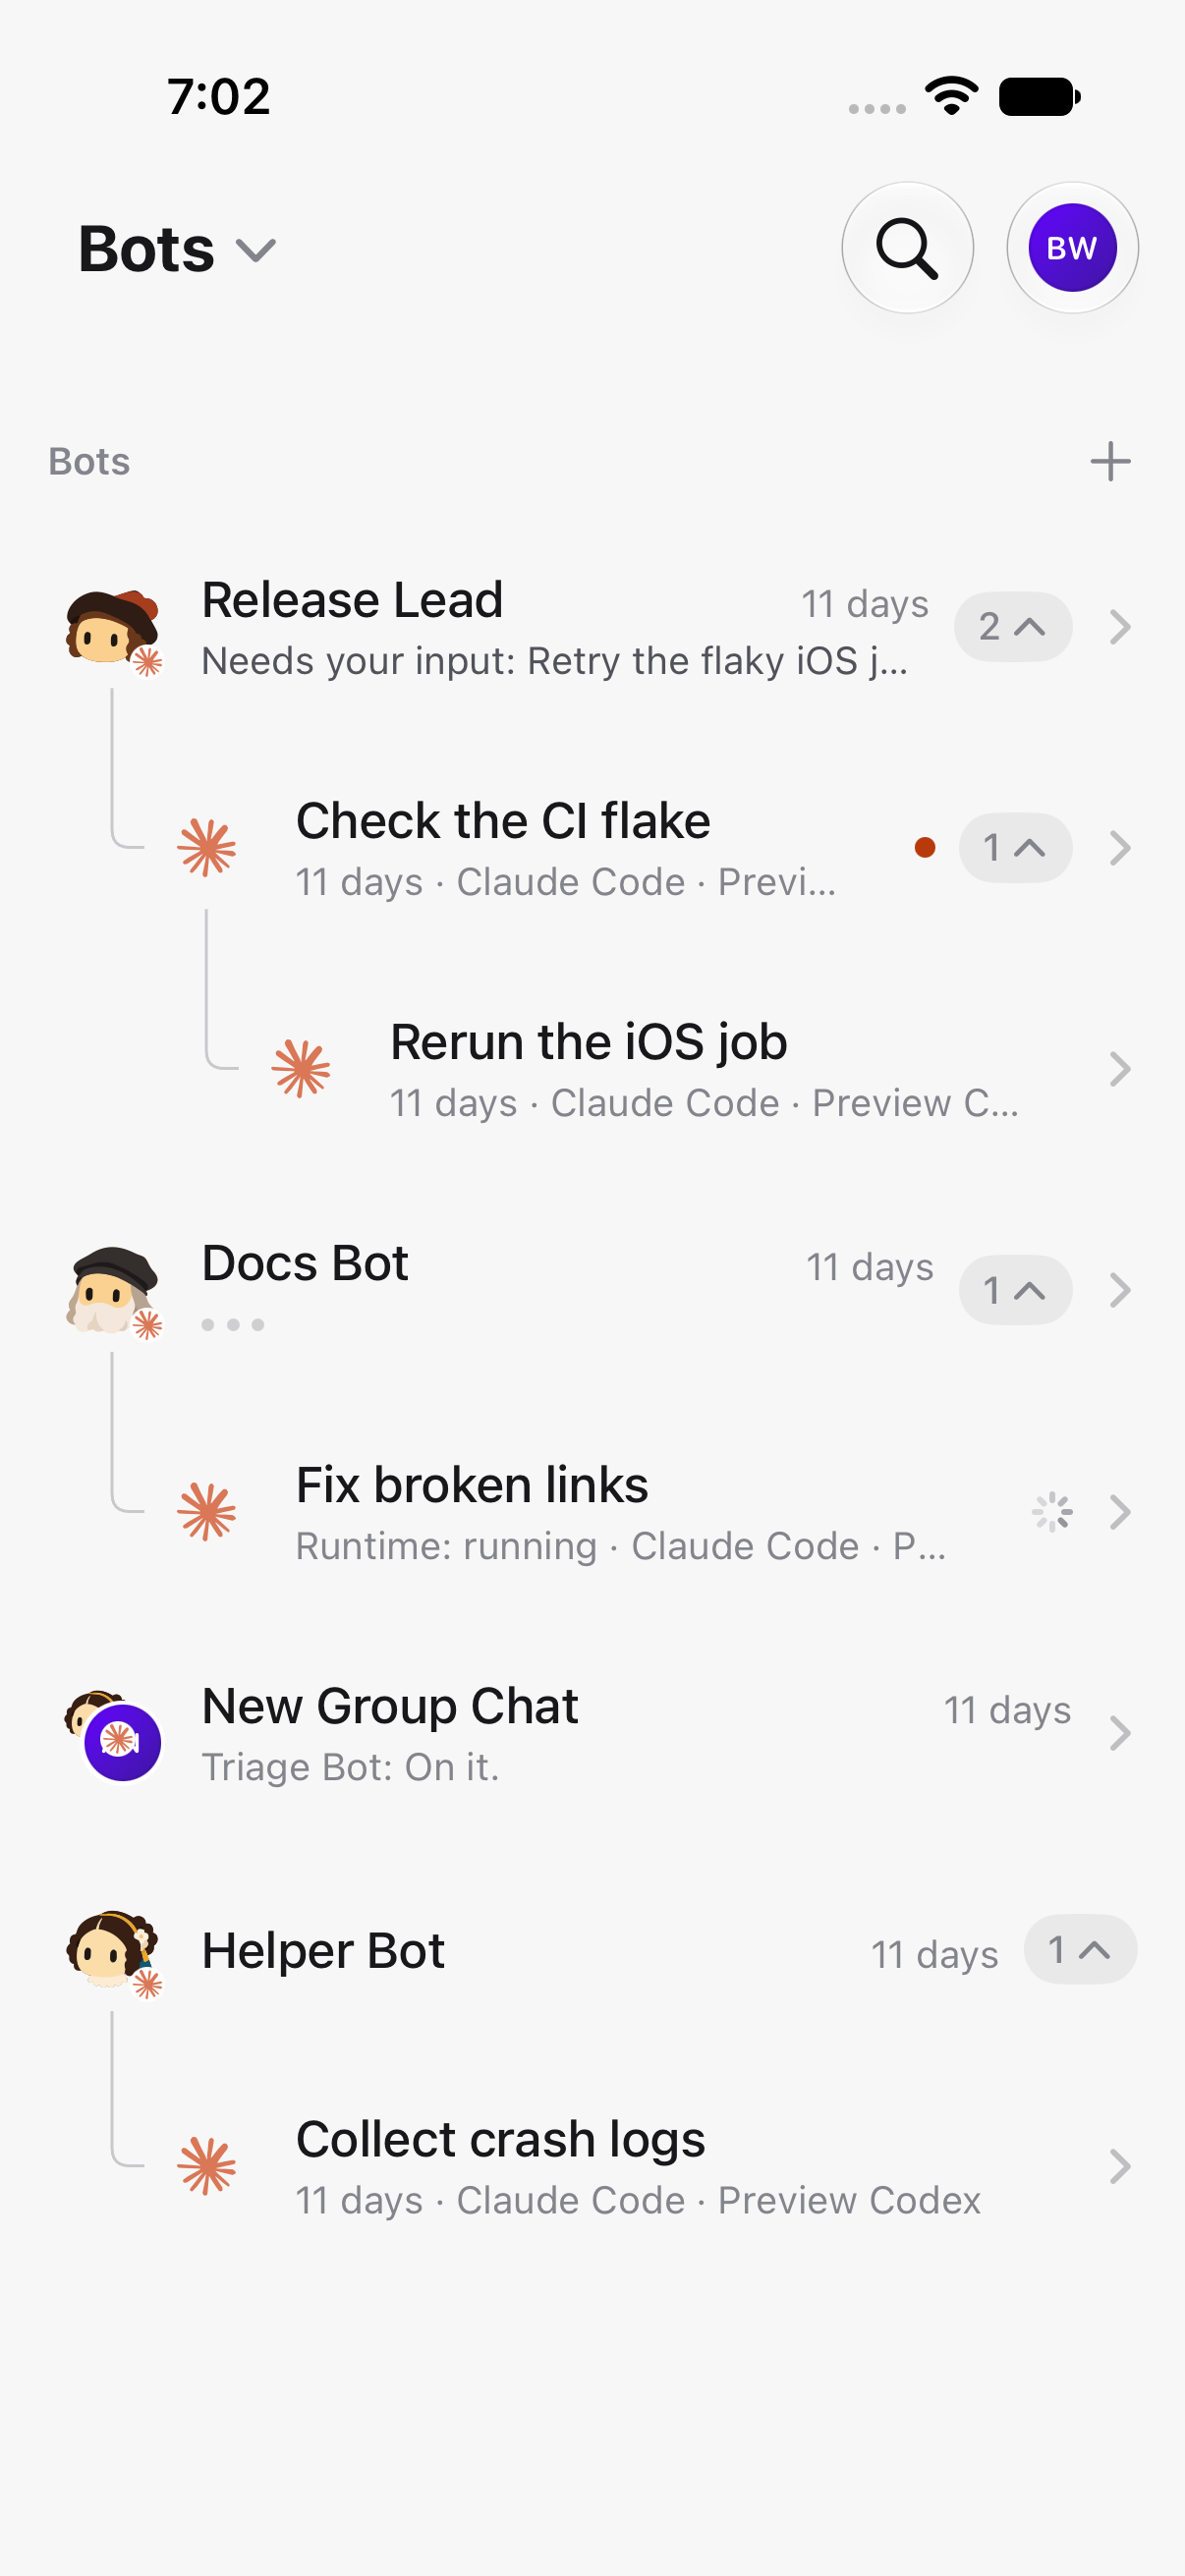 7:02
Bots
BW
Bots
Release Lead
11 days
2
Needs your input: Retry the flaky iOS j...
Check the CI flake
1
11 days · Claude Code · Previ...
Rerun the iOS job
11 days · Claude Code · Preview C...
Docs Bot
11 days
1
Fix broken links
Runtime: running · Claude Code · P...
New Group Chat
11 days
Triage Bot: On it.
Helper Bot
11 days
1
Collect crash logs
11 days · Claude Code · Preview Codex